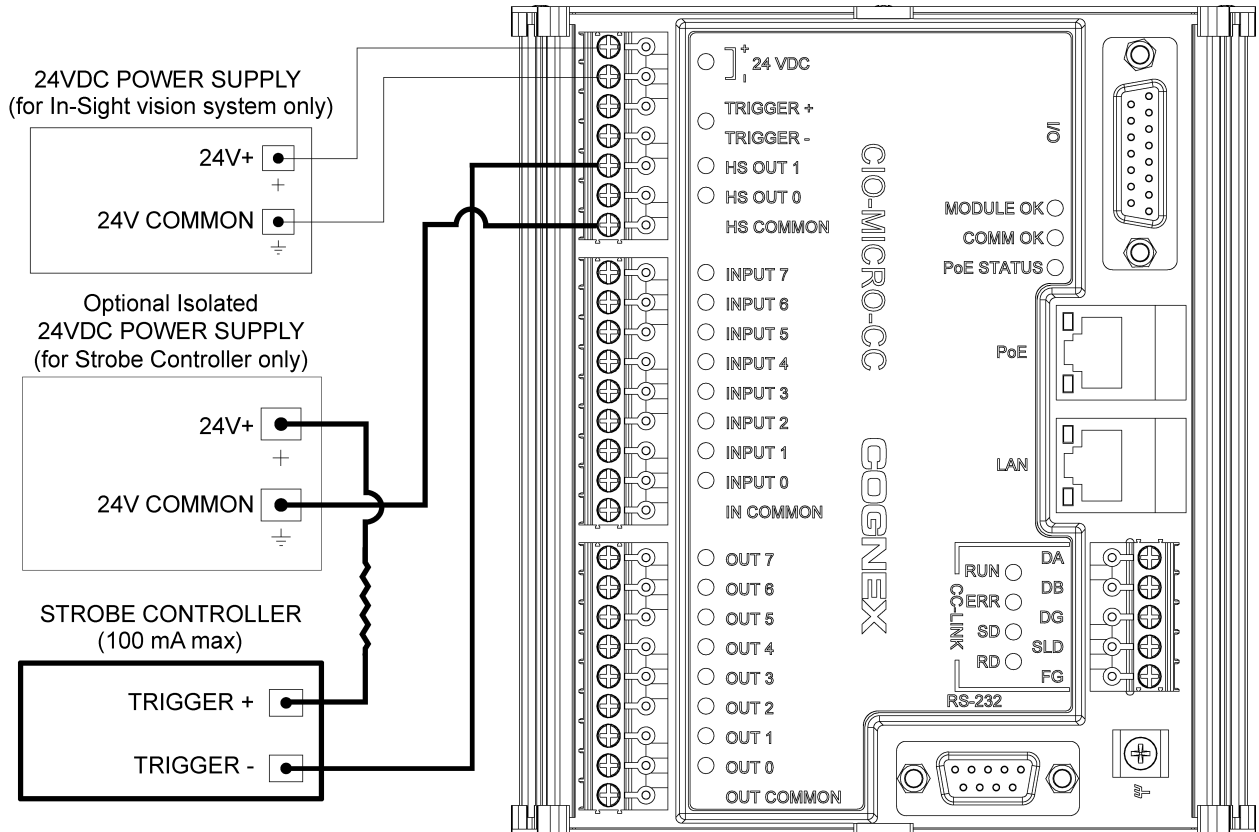 24VDC POWER SUPPLY
(for In-Sight vision system only)
24V+
+
24V COMMON
Optional Isolated
24VDC POWER SUPPLY
(for Strobe Controller only)
24V+
+
24V COMMON
STROBE CONTROLLER
(100 mA max)
TRIGGER +
TRIGGER -
+
- 24 VDC
TRIGGER +
TRIGGER -
HS OUT 1
HS OUT 0
HS COMMON
INPUT 7
INPUT 6
INPUT 5
INPUT 4
INPUT 3
INPUT 2
INPUT 1
INPUT 0
IN COMMON
OUT 7
OUT 6
OUT 5
OUT 4
OUT 3
OUT 2
OUT 1
OUT 0
OUT COMMON
CIO-MICRO-CC
COGNEX
I/O
MODULE OK
COMM OK
PoE STATUS
PoE
LAN
CC-LINK
RUN
ERR
SD
RD
DA
DB
DG
SLD
FG
RS-232